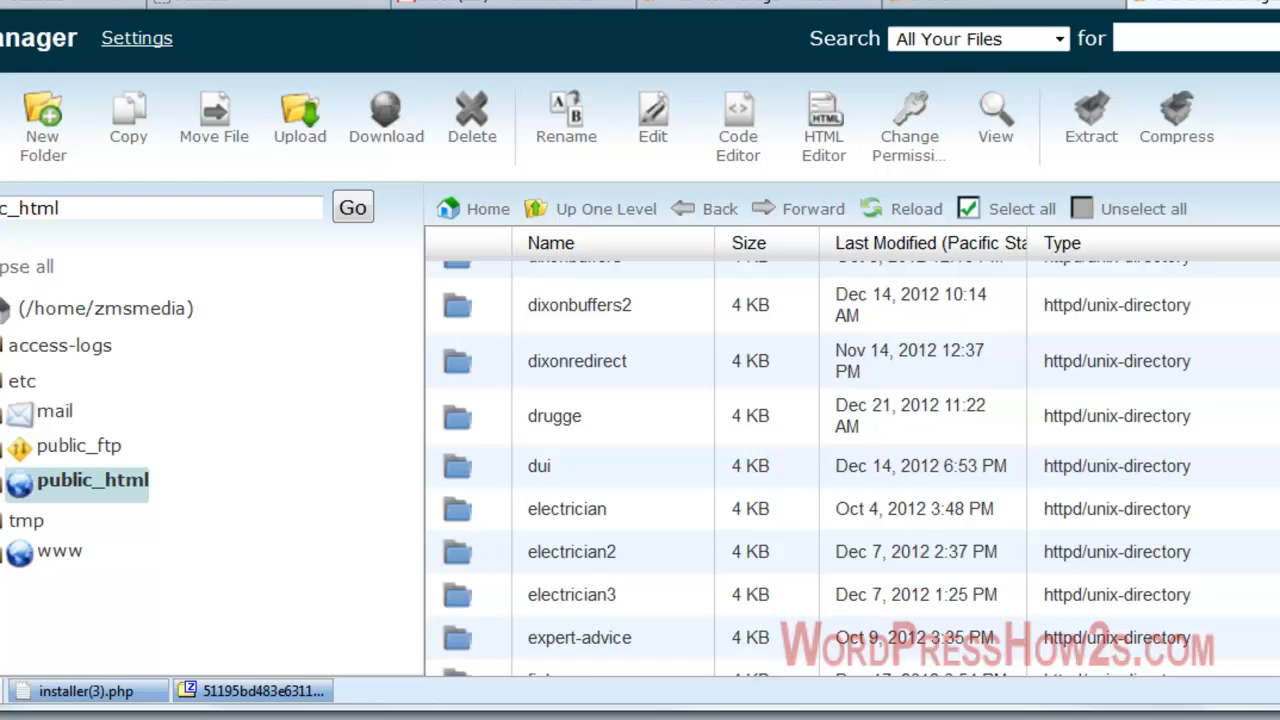 anager Settings Search All Your Files for
New Folder Copy Move File Upload Download Delete Rename Edit Code Editor HTML Editor Change Permissi... View Extract Compress
c_html Go Home Up One Level Back Forward Reload Select all Unselect all
Name Size Last Modified (Pacific Sta Type
pse all
(/home/zmsmedia)
access-logs
etc
mail
public_ftp
public_html
tmp
www
dixonbuffers2 4 KB Dec 14, 2012 10:14 AM httpd/unix-directory
dixonredirect 4 KB Nov 14, 2012 12:37 PM httpd/unix-directory
drugge 4 KB Dec 21, 2012 11:22 AM httpd/unix-directory
dui 4 KB Dec 14, 2012 6:53 PM httpd/unix-directory
electrician 4 KB Oct 4, 2012 3:48 PM httpd/unix-directory
electrician2 4 KB Dec 7, 2012 2:37 PM httpd/unix-directory
electrician3 4 KB Dec 7, 2012 1:25 PM httpd/unix-directory
expert-advice 4 KB Oct 9, 2012 3:35 PM httpd/unix-directory
WordPressHow2s.com
installer(3).php 51195bd483e6311...